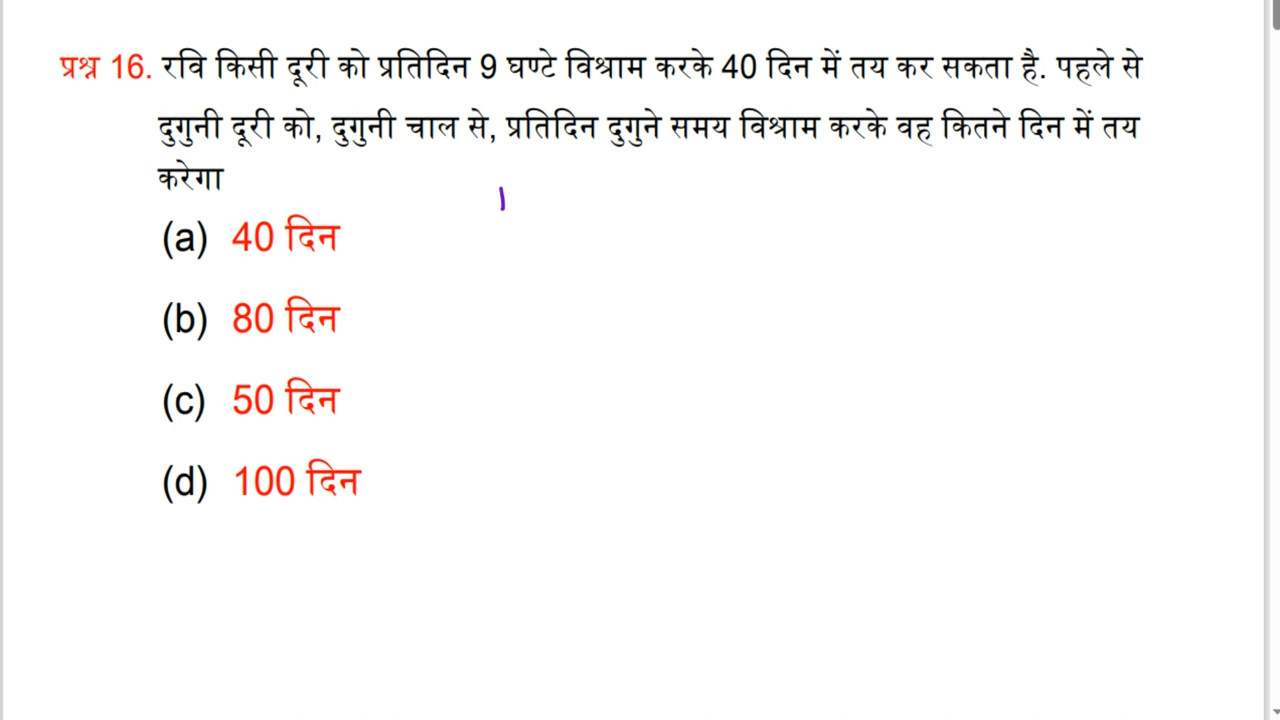 प्रश्न 16. रवि किसी दूरी को प्रतिदिन 9 घण्टे विश्राम करके 40 दिन में तय कर सकता है. पहले से
दुगुनी दूरी को, दुगुनी चाल से, प्रतिदिन दुगुने समय विश्राम करके वह कितने दिन में तय
करेगा
(a) 40 दिन
(b) 80 दिन
(c) 50 दिन
(d) 100 दिन